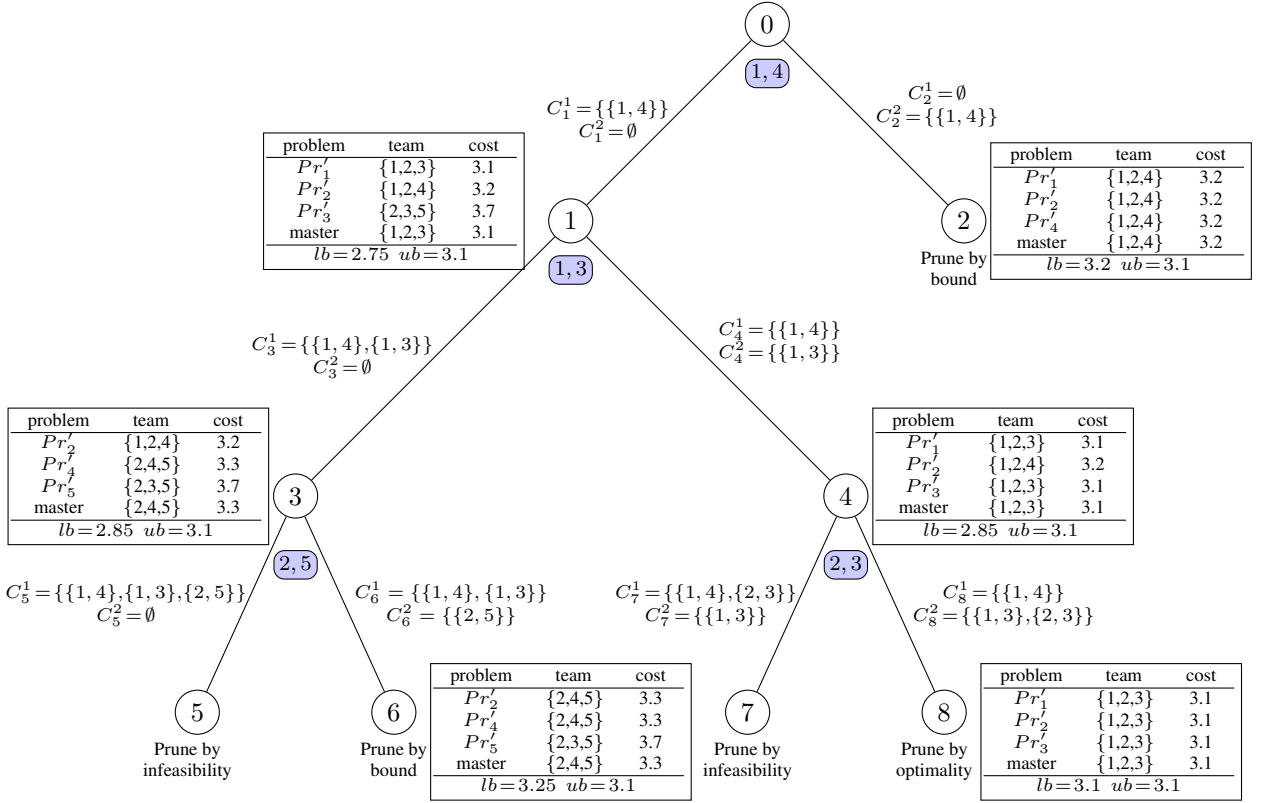 0
1, 4
C_1^1 = {{1, 4}}
C_1^2 = ∅
C_2^1 = ∅
C_2^2 = {{1, 4}}
problem team cost
Pr'_1 {1,2,3} 3.1
Pr'_2 {1,2,4} 3.2
Pr'_3 {2,3,5} 3.7
master {1,2,3} 3.1
lb=2.75 ub=3.1
1
1, 3
2
Prune by
bound
problem team cost
Pr'_1 {1,2,4} 3.2
Pr'_2 {1,2,4} 3.2
Pr'_4 {1,2,4} 3.2
master {1,2,4} 3.2
lb=3.2 ub=3.1
C_3^1 = {{1, 4},{1, 3}}
C_3^2 = ∅
C_4^1 = {{1, 4}}
C_4^2 = {{1, 3}}
problem team cost
Pr'_2 {1,2,4} 3.2
Pr'_4 {2,4,5} 3.3
Pr'_5 {2,3,5} 3.7
master {2,4,5} 3.3
lb=2.85 ub=3.1
3
2, 5
4
2, 3
problem team cost
Pr'_1 {1,2,3} 3.1
Pr'_2 {1,2,4} 3.2
Pr'_3 {1,2,3} 3.1
master {1,2,3} 3.1
lb=2.85 ub=3.1
C_5^1 = {{1, 4},{1, 3},{2, 5}}
C_5^2 = ∅
C_6^1 = {{1, 4}, {1, 3}}
C_6^2 = {{2, 5}}
C_7^1 = {{1, 4},{2, 3}}
C_7^2 = {{1, 3}}
C_8^1 = {{1, 4}}
C_8^2 = {{1, 3},{2, 3}}
5
Prune by
infeasibility
6
Prune by
bound
problem team cost
Pr'_2 {2,4,5} 3.3
Pr'_4 {2,4,5} 3.3
Pr'_5 {2,3,5} 3.7
master {2,4,5} 3.3
lb=3.25 ub=3.1
7
Prune by
infeasibility
8
Prune by
optimality
problem team cost
Pr'_1 {1,2,3} 3.1
Pr'_2 {1,2,3} 3.1
Pr'_3 {1,2,3} 3.1
master {1,2,3} 3.1
lb=3.1 ub=3.1